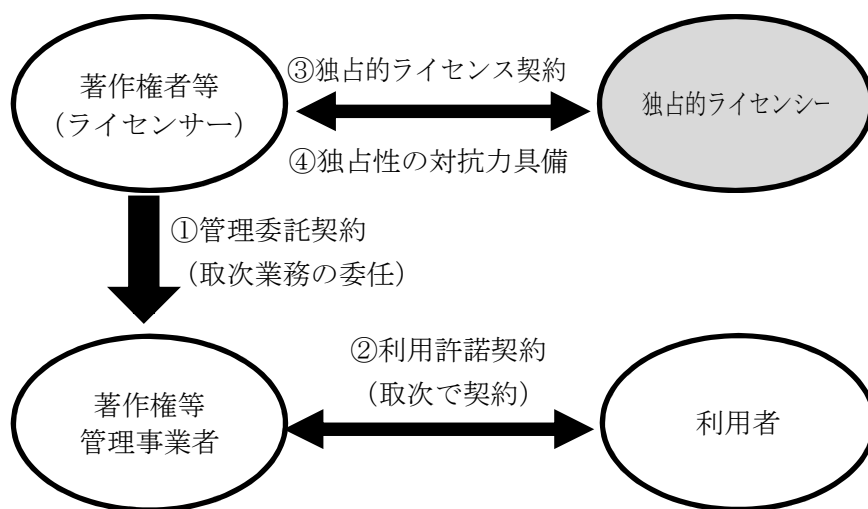 著作権者等
（ライセンサー）
③独占的ライセンス契約
④独占性の対抗力具備
独占的ライセンシー
①管理委託契約
（取次業務の委任）
著作権等
管理事業者
②利用許諾契約
（取次で契約）
利用者